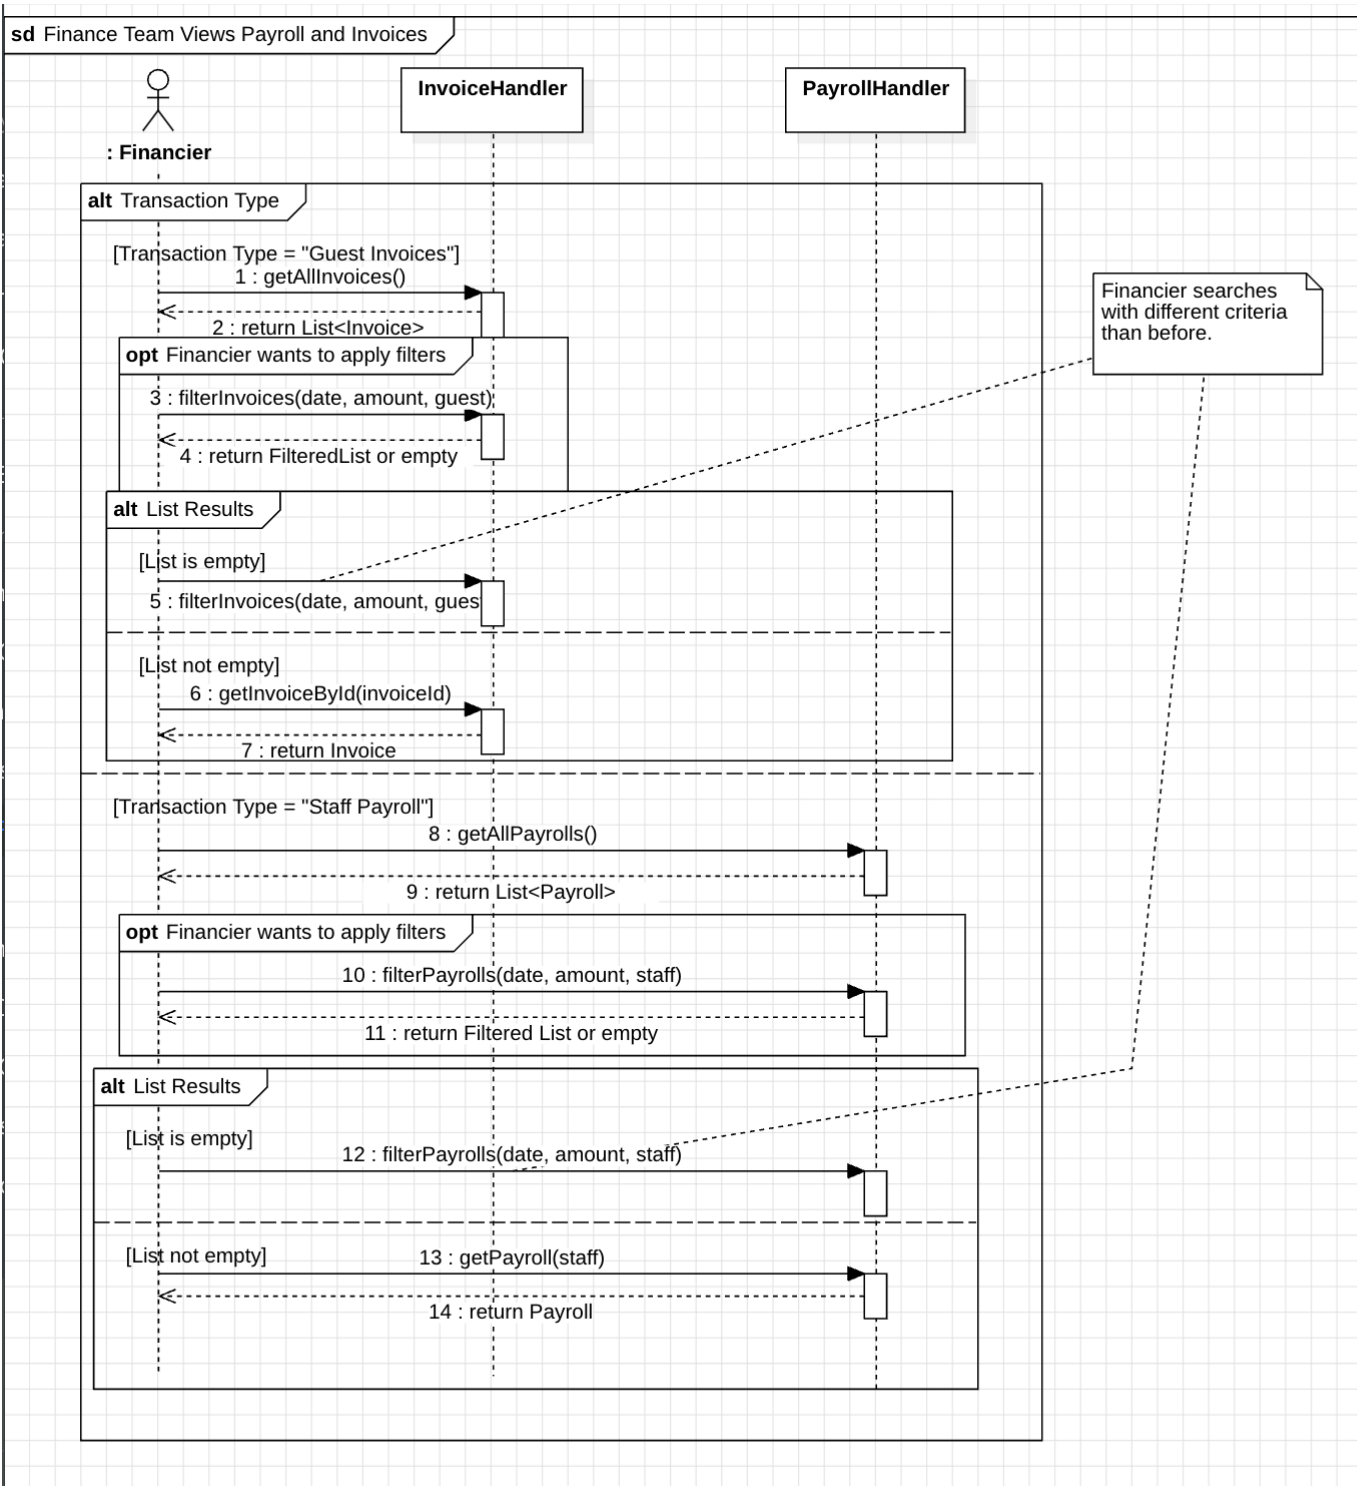 sd Finance Team Views Payroll and Invoices
InvoiceHandler
PayrollHandler
: Financier
alt Transaction Type
[Transaction Type = "Guest Invoices"]
1 : getAllInvoices()
2 : return List<Invoice>
Financier searches
with different criteria
than before.
opt Financier wants to apply filters
3 : filterInvoices(date, amount, guest)
4 : return FilteredList or empty
alt List Results
[List is empty]
5 : filterInvoices(date, amount, gues
[List not empty]
6 : getInvoiceById(invoiceId)
7 : return Invoice
[Transaction Type = "Staff Payroll"]
8 : getAllPayrolls()
9 : return List<Payroll>
opt Financier wants to apply filters
10 : filterPayrolls(date, amount, staff)
11 : return Filtered List or empty
alt List Results
[List is empty]
12 : filterPayrolls(date, amount, staff)
[List not empty]
13 : getPayroll(staff)
14 : return Payroll